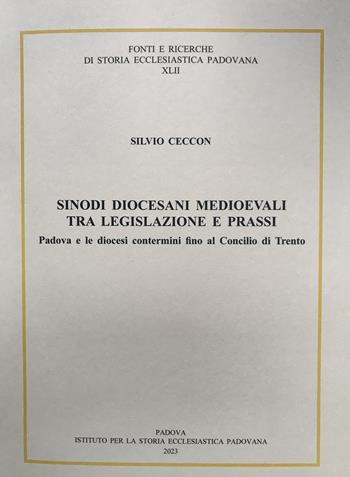 FONTI E RICERCHE
DI STORIA ECCLESIASTICA PADOVANA
XLII
SILVIO CECCON
SINODI DIOCESANI MEDIOEVALI
TRA LEGISLAZIONE E PRASSI
Padova e le diocesi contermini fino al Concilio di Trento
PADOVA
ISTITUTO PER LA STORIA ECCLESIASTICA PADOVANA
2023